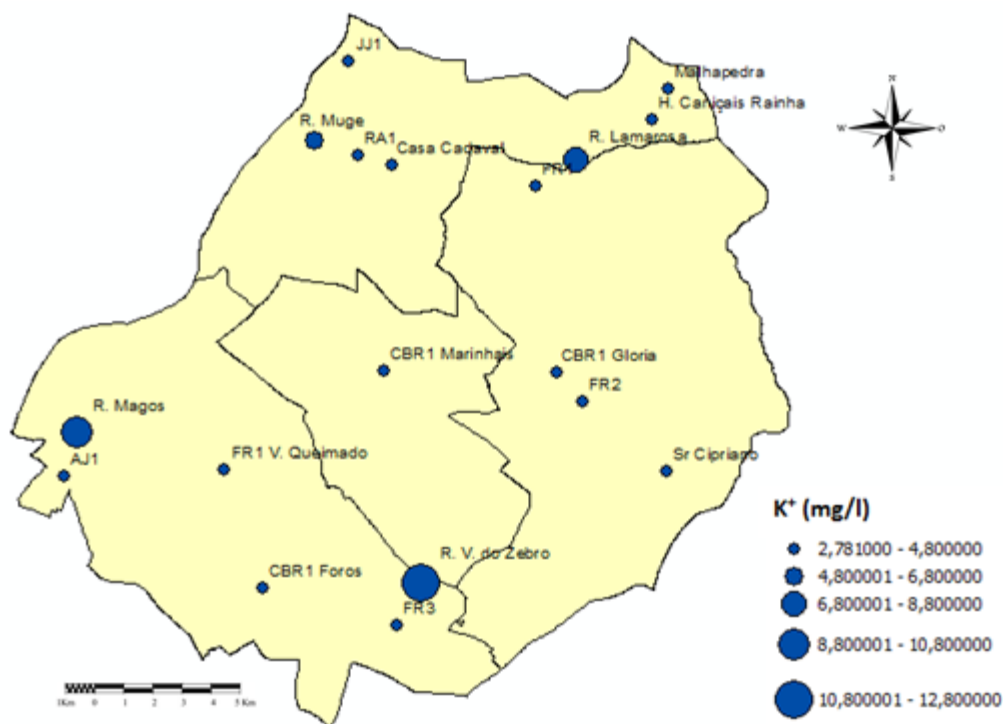 JJ1
Malhapedra
H. Caniçais Rainha
R. Muge
RA1
Casa Cadaval
R. Lamarosa
FR1
N
W
O
S
CBR1 Marinhais
CBR1 Gloria
FR2
R. Magos
AJ1
FR1 V. Queimado
Sr Cipriano
R. V. do Zebro
CBR1 Foros
FR3
K⁺ (mg/l)
2,781000 - 4,800000
4,800001 - 6,800000
6,800001 - 8,800000
8,800001 - 10,800000
10,800001 - 12,800000
1Km 0 1 2 3 4 5 Km